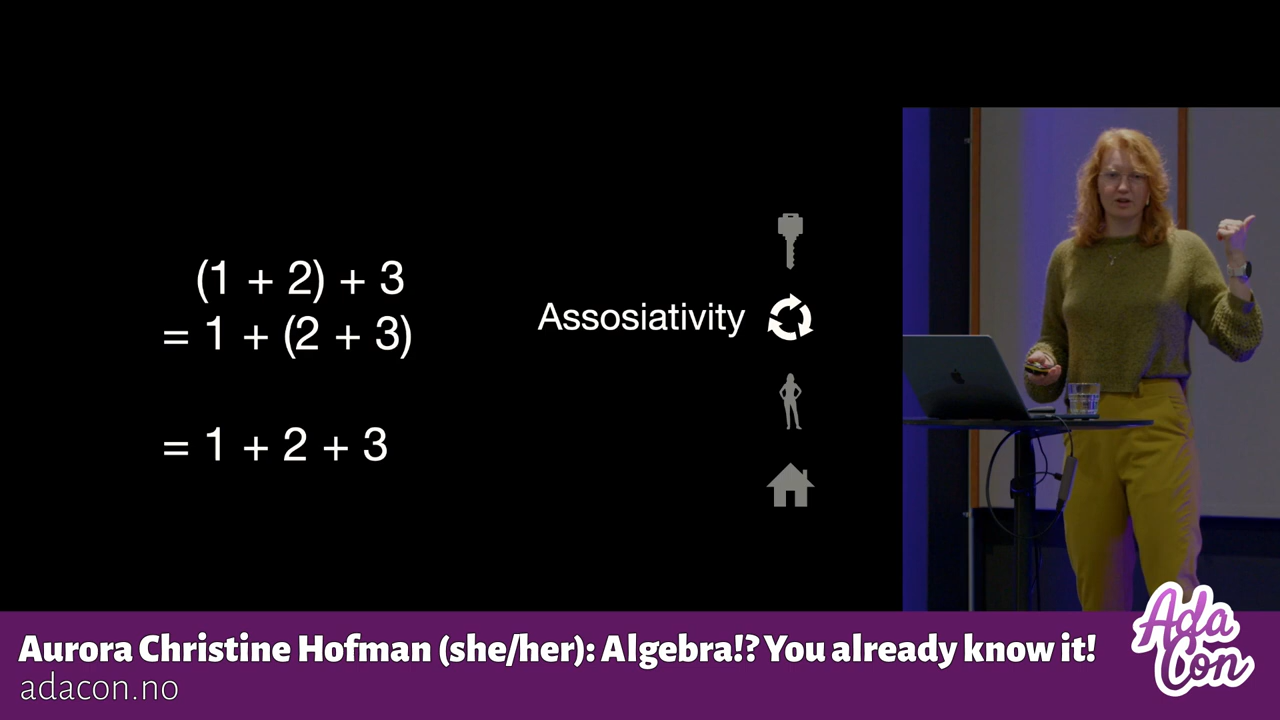 (1 + 2) + 3
= 1 + (2 + 3)
= 1 + 2 + 3
Assosiativity
Aurora Christine Hofman (she/her): Algebra!? You already know it!
adacon.no
Ada
Con